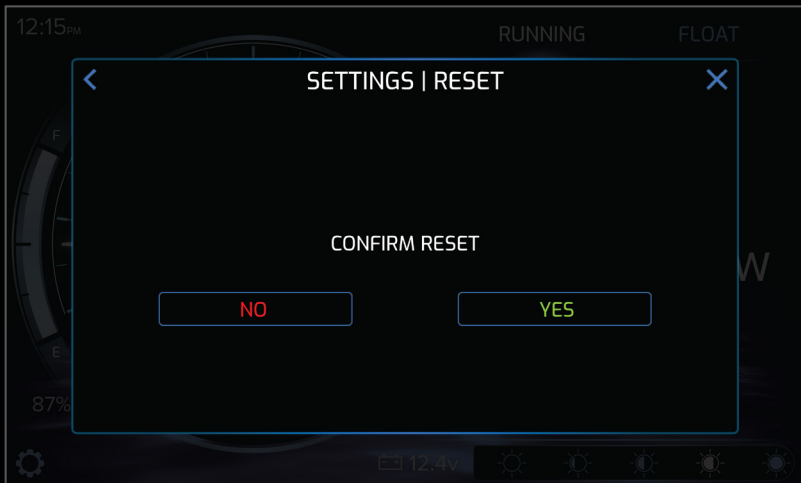 12:15PM
RUNNING FLOAT
SETTINGS | RESET
F
CONFIRM RESET
W
NO YES
E
87%
12.4v